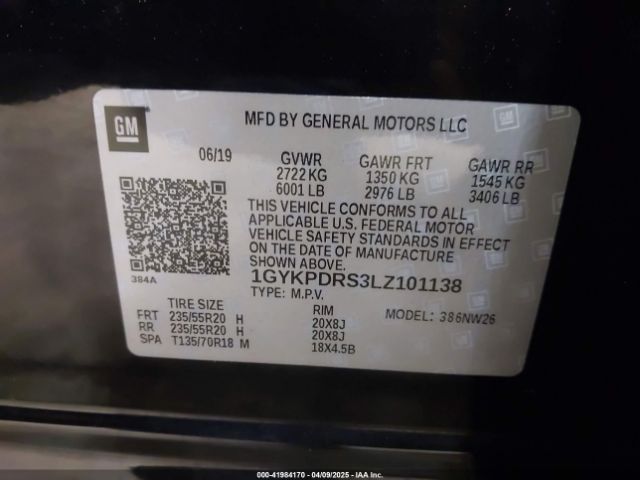 GM
MFD BY GENERAL MOTORS LLC
06/19 GVWR GAWR FRT GAWR RR
2722 KG 1350 KG 1545 KG
6001 LB 2976 LB 3406 LB
THIS VEHICLE CONFORMS TO ALL
APPLICABLE U.S. FEDERAL MOTOR
VEHICLE SAFETY STANDARDS IN EFFECT
ON THE DATE OF MANUFACTURE
SHOWN ABOVE.
384A
1GYKPDRS3LZ101138
TYPE: M.P.V.
MODEL: 386NW26
TIRE SIZE RIM
FRT 235/55R20 H 20X8J
RR 235/55R20 H 20X8J
SPA T135/70R18 M 18X4.5B
000-41984170 / 04/09/2025 / IAA Inc.